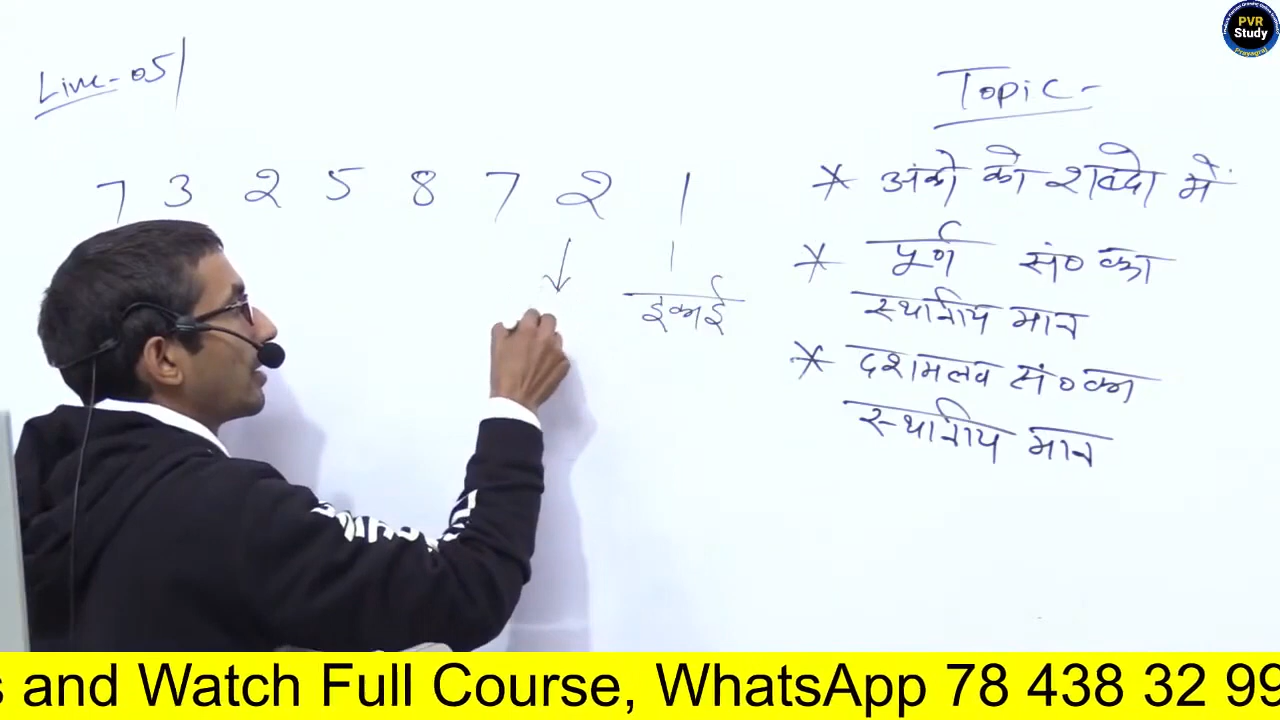 Live-05
Topic-
7 3 2 5 8 7 2 1
इकाई
* अंको को शब्दो में
* पूर्ण सं० का
स्थानीय मान
* दशमलव सं० का
स्थानीय मान
PVR
Study
Prayagraj
s and Watch Full Course, WhatsApp 78 438 32 99